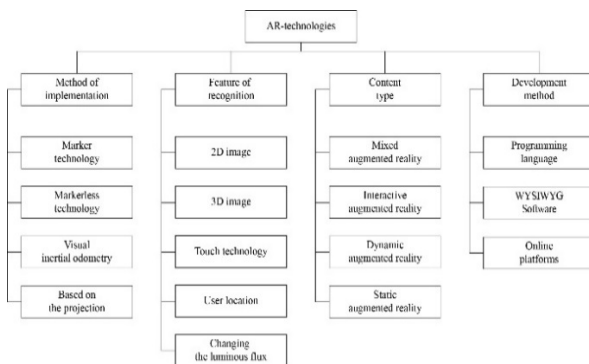 AR-technologies
Method of
implementation
Marker
technology
Markerless
technology
Visual
inertial odometry
Based on
the projection
Feature of
recognition
2D image
3D image
Touch technology
User location
Changing
the luminous flux
Content
type
Mixed
augmented reality
Interactive
augmented reality
Dynamic
augmented reality
Static
augmented reality
Development
method
Programming
language
WYSIWYG
Software
Online
platforms